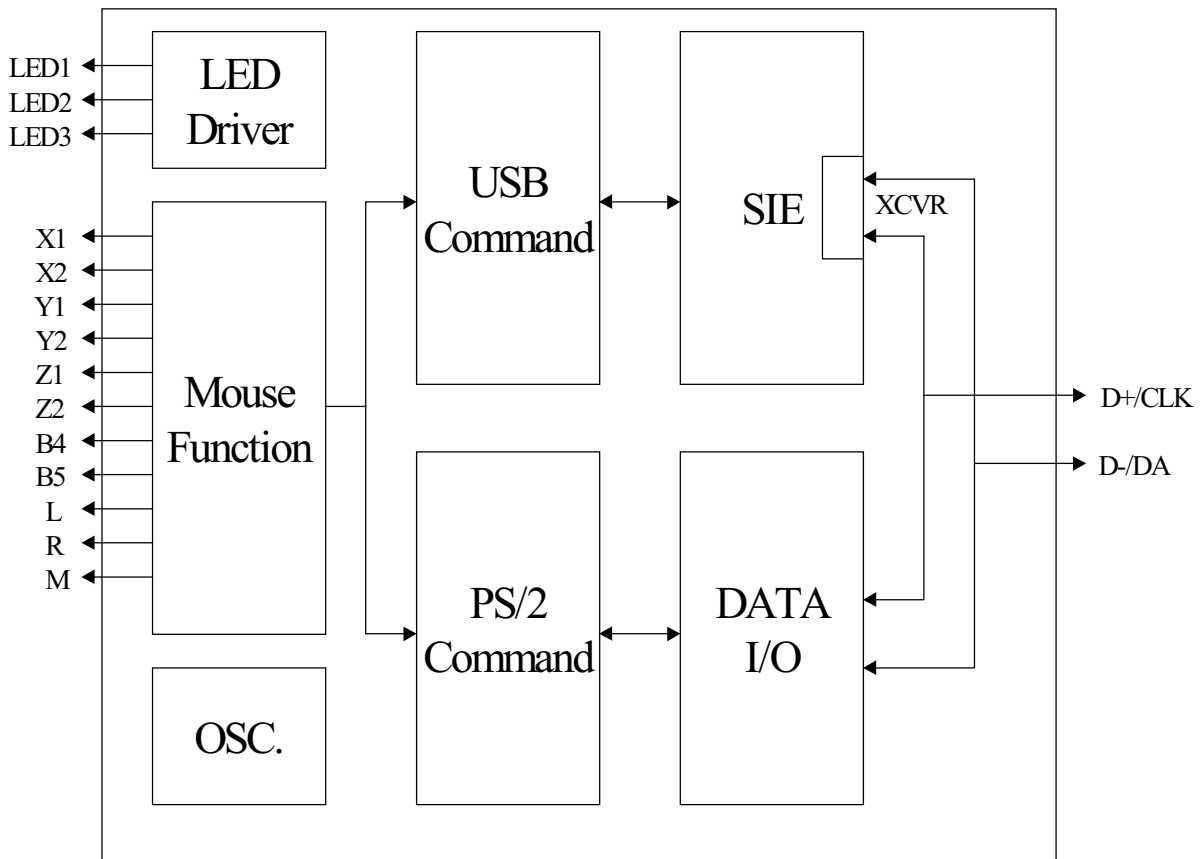 LED1
LED2
LED3
LED
Driver
X1
X2
Y1
Y2
Z1
Z2
B4
B5
L
R
M
Mouse
Function
OSC.
USB
Command
PS/2
Command
SIE
XCVR
DATA
I/O
D+/CLK
D-/DA